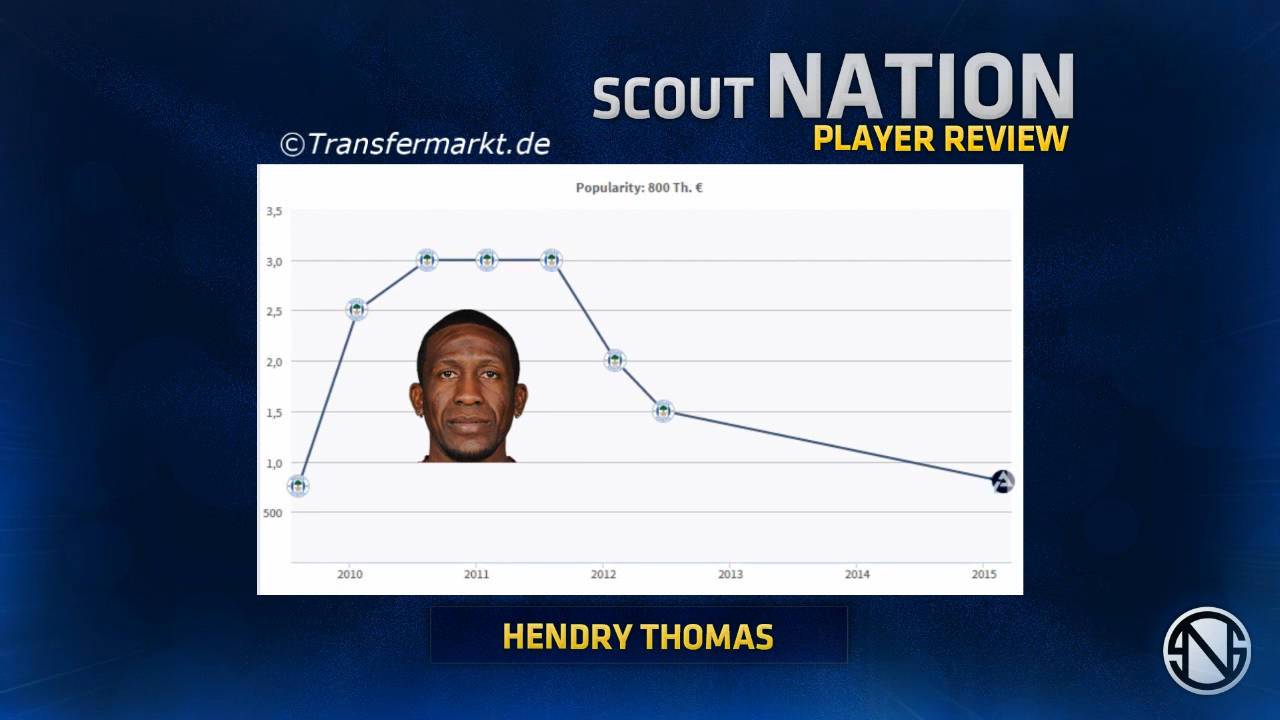 SCOUT NATION
PLAYER REVIEW
©Transfermarkt.de
Popularity: 800 Th. €
3,5
3,0
2,5
2,0
1,5
1,0
500
2010 2011 2012 2013 2014 2015
HENDRY THOMAS